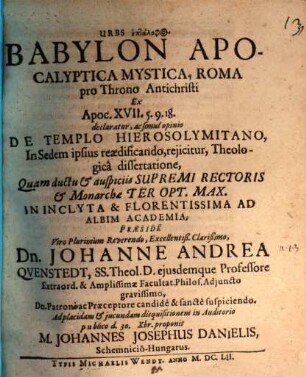 13
URBS ἑπτάλοφΘ.
BABYLON APO-
CALYPTICA MYSTICA, ROMA
pro Throno Antichristi
Ex
Apoc. XVII. 5. 9. 18.
declaratur, ac simul opinio
DE TEMPLO HIEROSOLYMITANO,
In Sedem ipsius reædificando, rejicitur, Theolo-
gicâ dissertatione,
Quam ductu & auspiciis SUPREMI RECTORIS
& Monarchæ TER OPT. MAX.
IN INCLYTA & FLORENTISSIMA AD
ALBIM ACADEMIA,
PRÆSIDE
Viro Plurimùm Reverendo, Excellentiss. Clarissimo,
Dn. JOHANNE ANDREA
QVENSTEDT, SS. Theol. D. ejusdemque Professore
Extraord. & Amplissimæ Facultat. Philos. Adjuncto
gravissimo,
Dn. Patrono ac Præceptore candidè & sanctè suspiciendo,
Ad placidam & jucundam disquisitionem in Auditorio
publico d. 30. Xbr. proponit
M. JOHANNES JOSEPHUS DANIELIS,
Schemniciô-Hungarus.
TYPIS MICHAELIS WENDT. ANNO M. DC. LII.